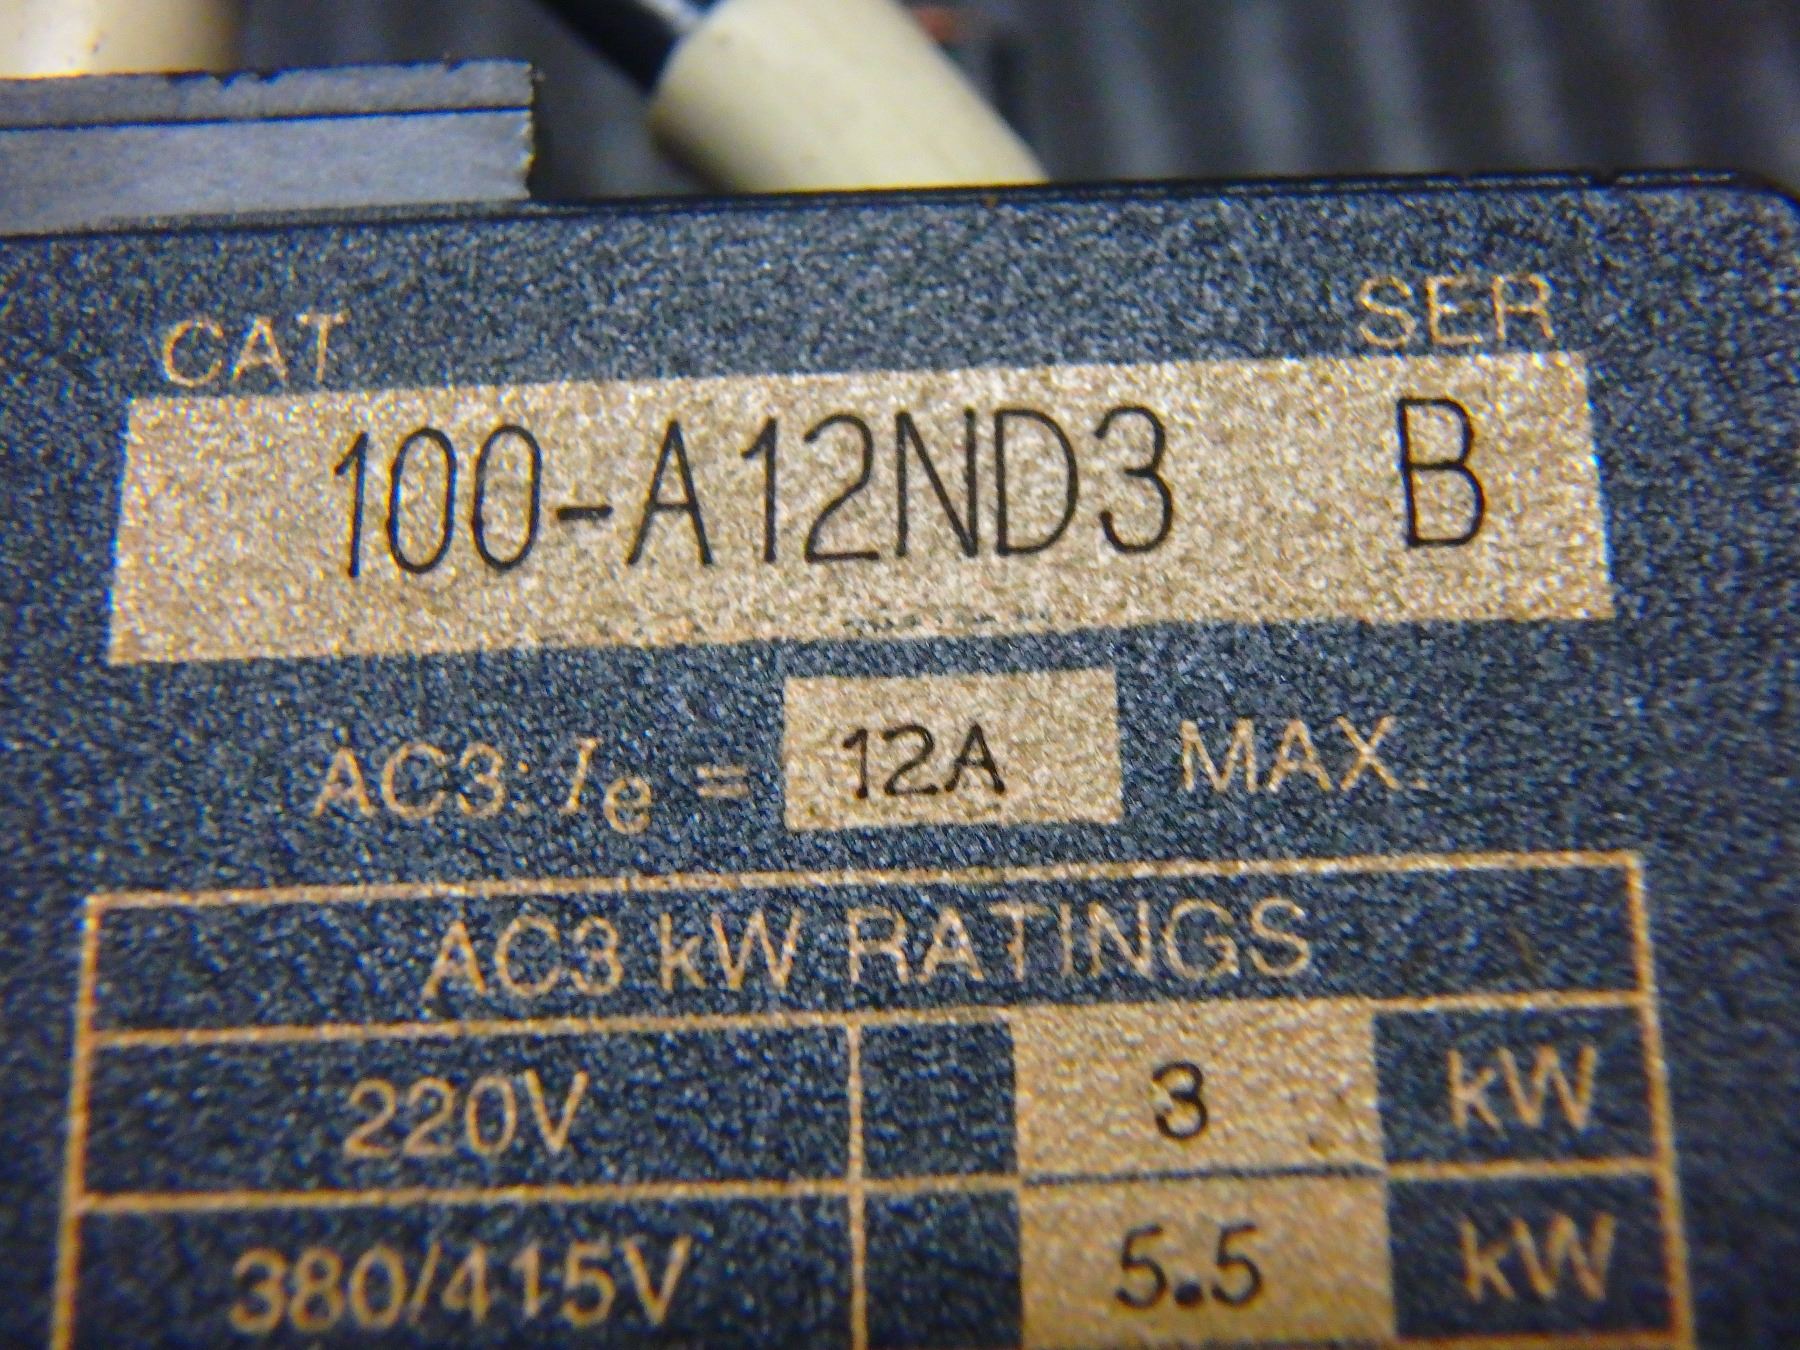 CAT SER
100-A12ND3 B
AC3: Ie = 12A MAX.
AC3 kW RATINGS
220V 3 kW
380/415V 5.5 kW